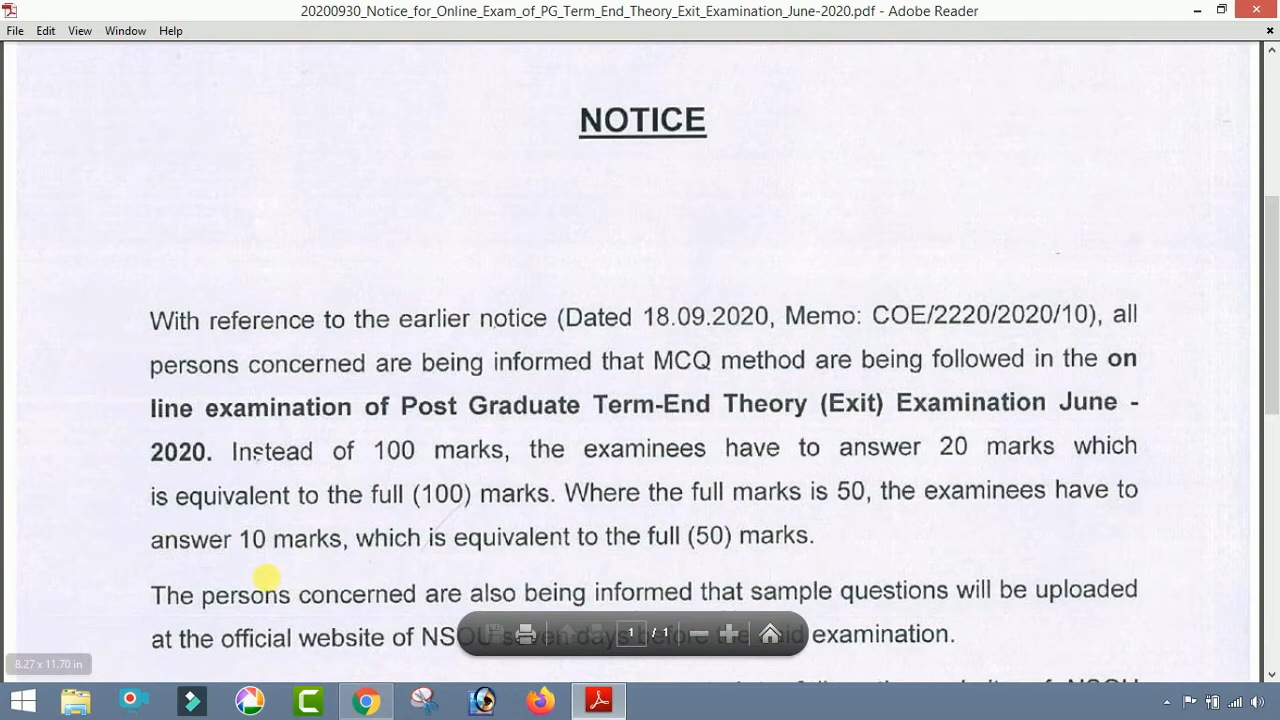 20200930_Notice_for_Online_Exam_of_PG_Term_End_Theory_Exit_Examination_June-2020.pdf - Adobe Reader
File Edit View Window Help
NOTICE
With reference to the earlier notice (Dated 18.09.2020, Memo: COE/2220/2020/10), all
persons concerned are being informed that MCQ method are being followed in the on
line examination of Post Graduate Term-End Theory (Exit) Examination June -
2020. Instead of 100 marks, the examinees have to answer 20 marks which
is equivalent to the full (100) marks. Where the full marks is 50, the examinees have to
answer 10 marks, which is equivalent to the full (50) marks.
The persons concerned are also being informed that sample questions will be uploaded
at the official website of NSOU seven days before the said examination.
1 / 1
8.27 x 11.70 in